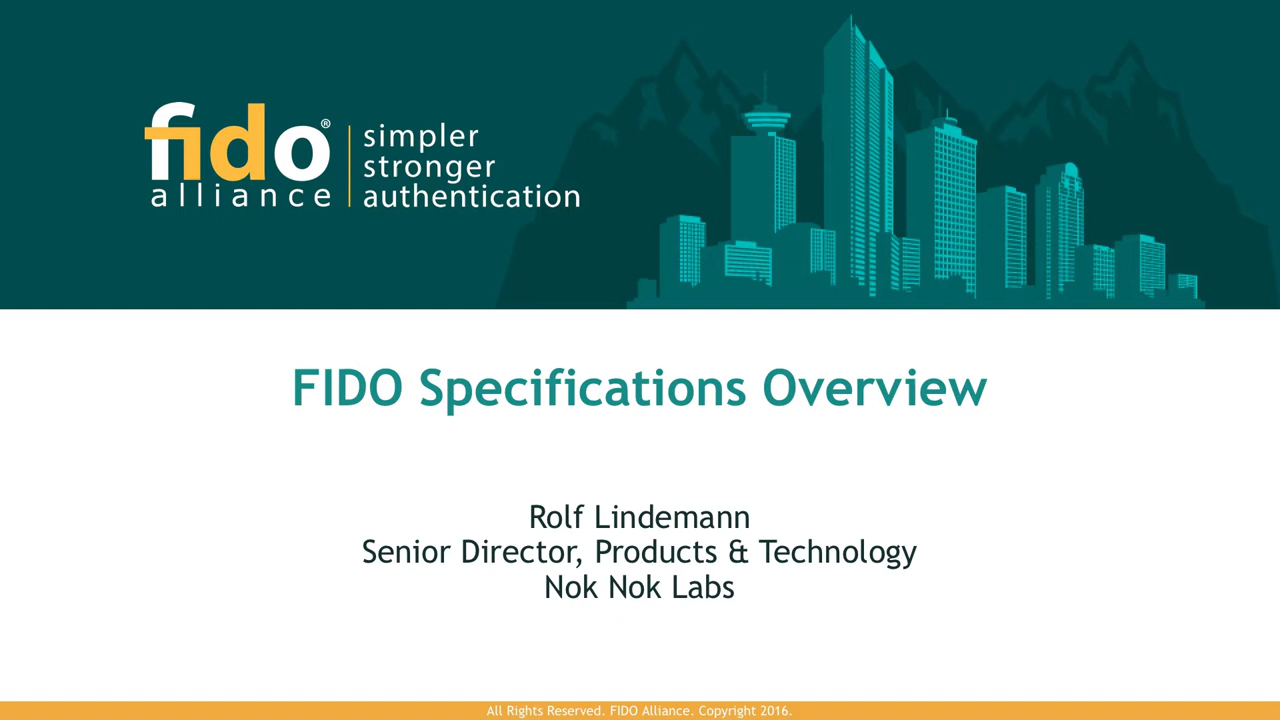 fido®
alliance
simpler
stronger
authentication
FIDO Specifications Overview
Rolf Lindemann
Senior Director, Products & Technology
Nok Nok Labs
All Rights Reserved. FIDO Alliance. Copyright 2016.